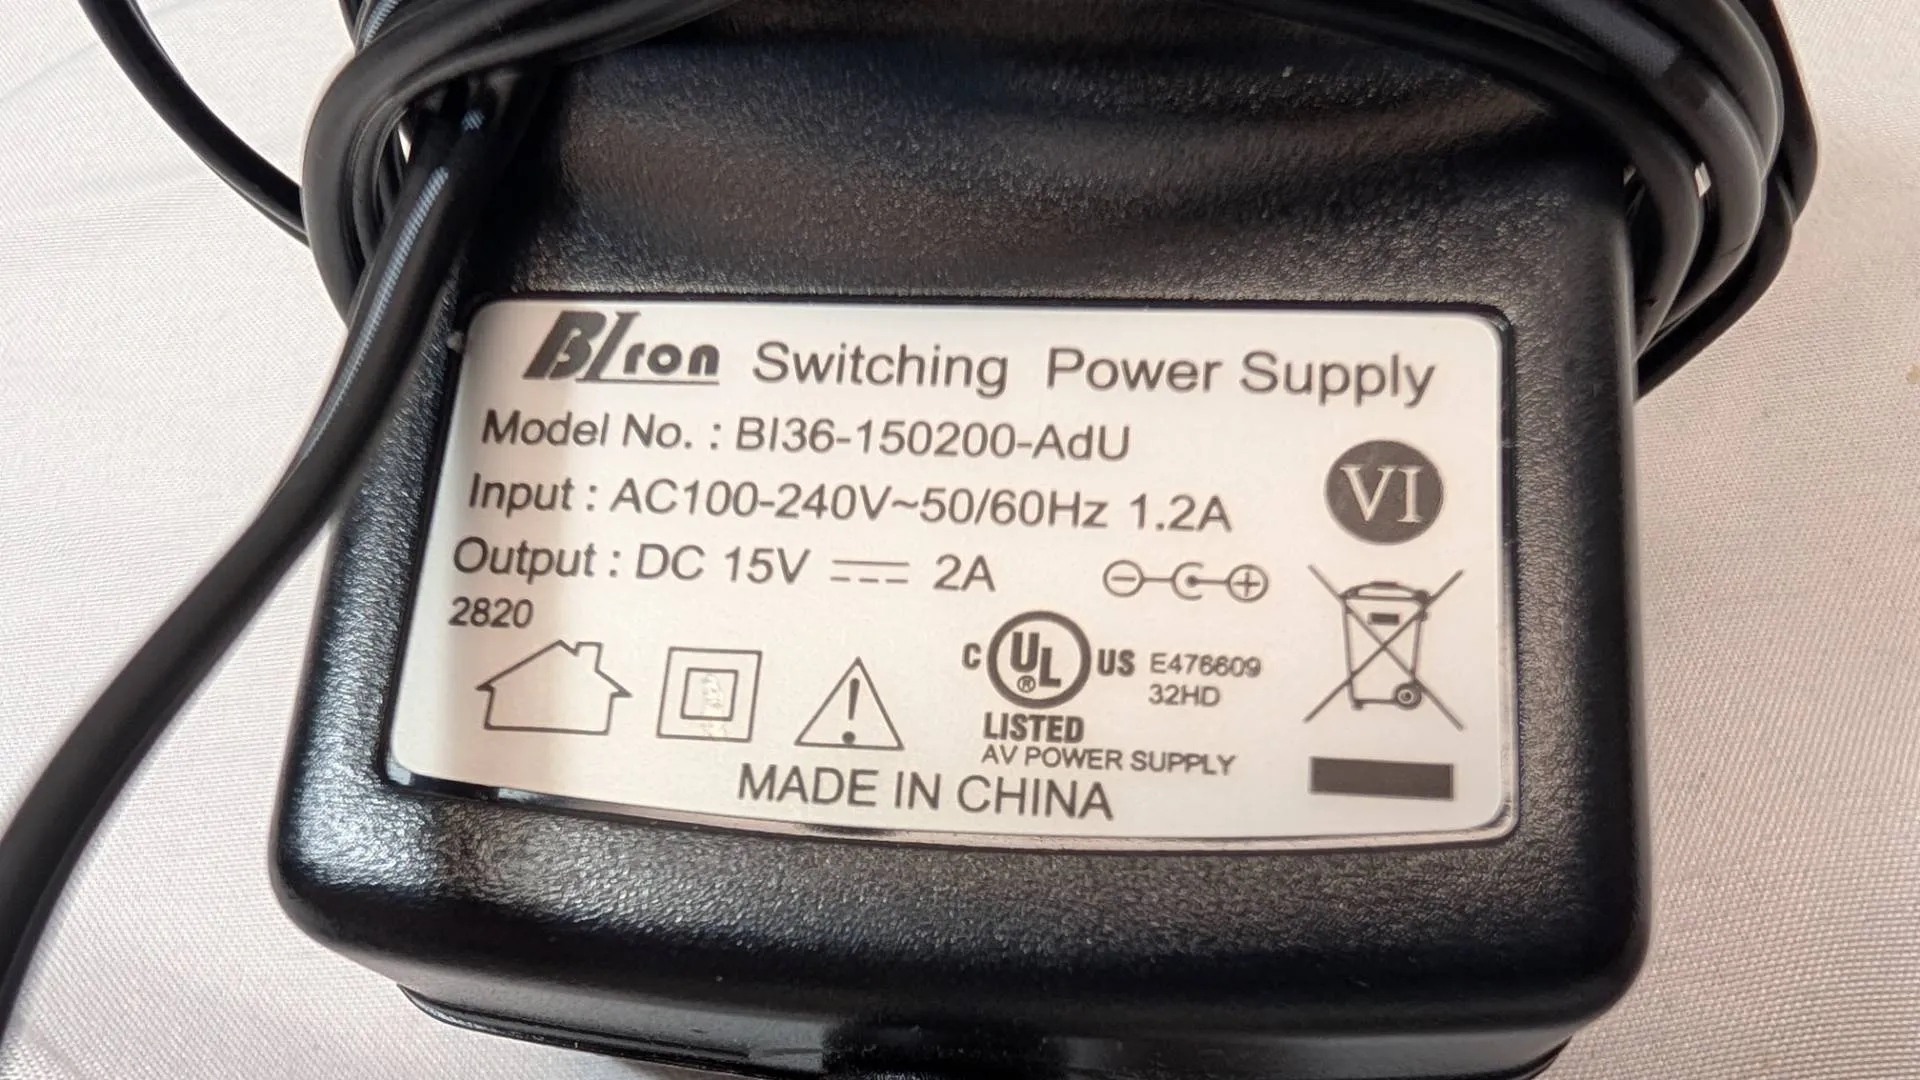 BIron Switching Power Supply
Model No. : BI36-150200-AdU
Input : AC100-240V~50/60Hz 1.2A
VI
Output : DC 15V ⎓ 2A
2820
C UL® US E476609
32HD
LISTED
AV POWER SUPPLY
MADE IN CHINA